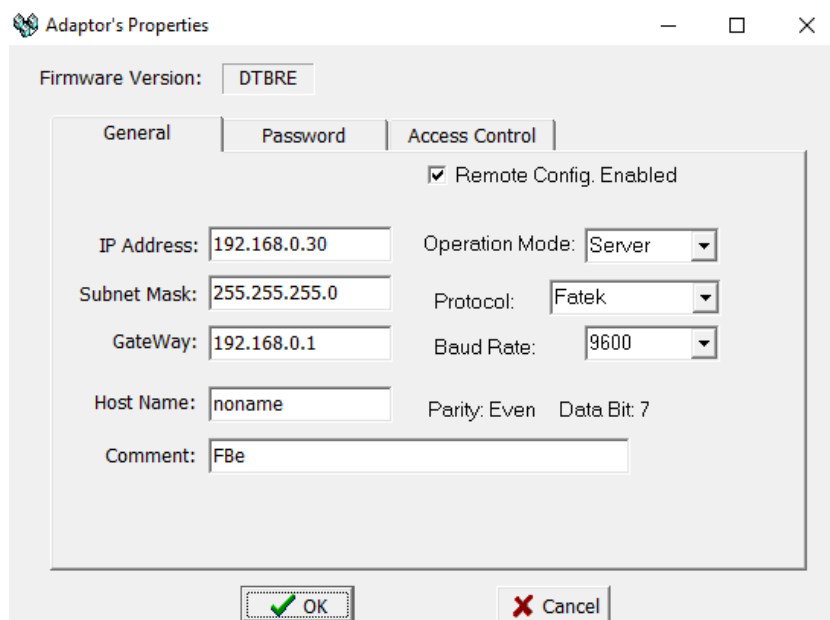 Adaptor's Properties
Firmware Version: DTBRE
General Password Access Control
Remote Config. Enabled
IP Address: 192.168.0.30 Operation Mode: Server
Subnet Mask: 255.255.255.0 Protocol: Fatek
GateWay: 192.168.0.1 Baud Rate: 9600
Host Name: noname Parity: Even Data Bit: 7
Comment: FBe
OK Cancel